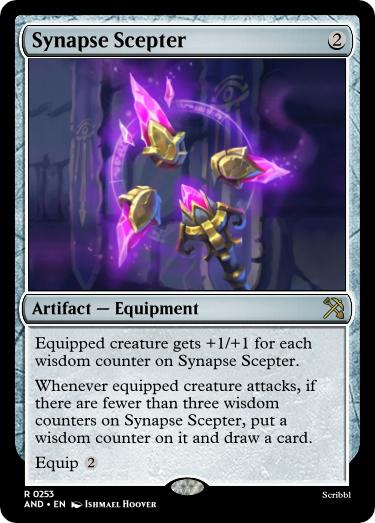 Synapse Scepter 2
Artifact — Equipment
Equipped creature gets +1/+1 for each
wisdom counter on Synapse Scepter.
Whenever equipped creature attacks, if
there are fewer than three wisdom
counters on Synapse Scepter, put a
wisdom counter on it and draw a card.
Equip 2
R 0253
Scribbl
AND • EN Ishmael Hoover